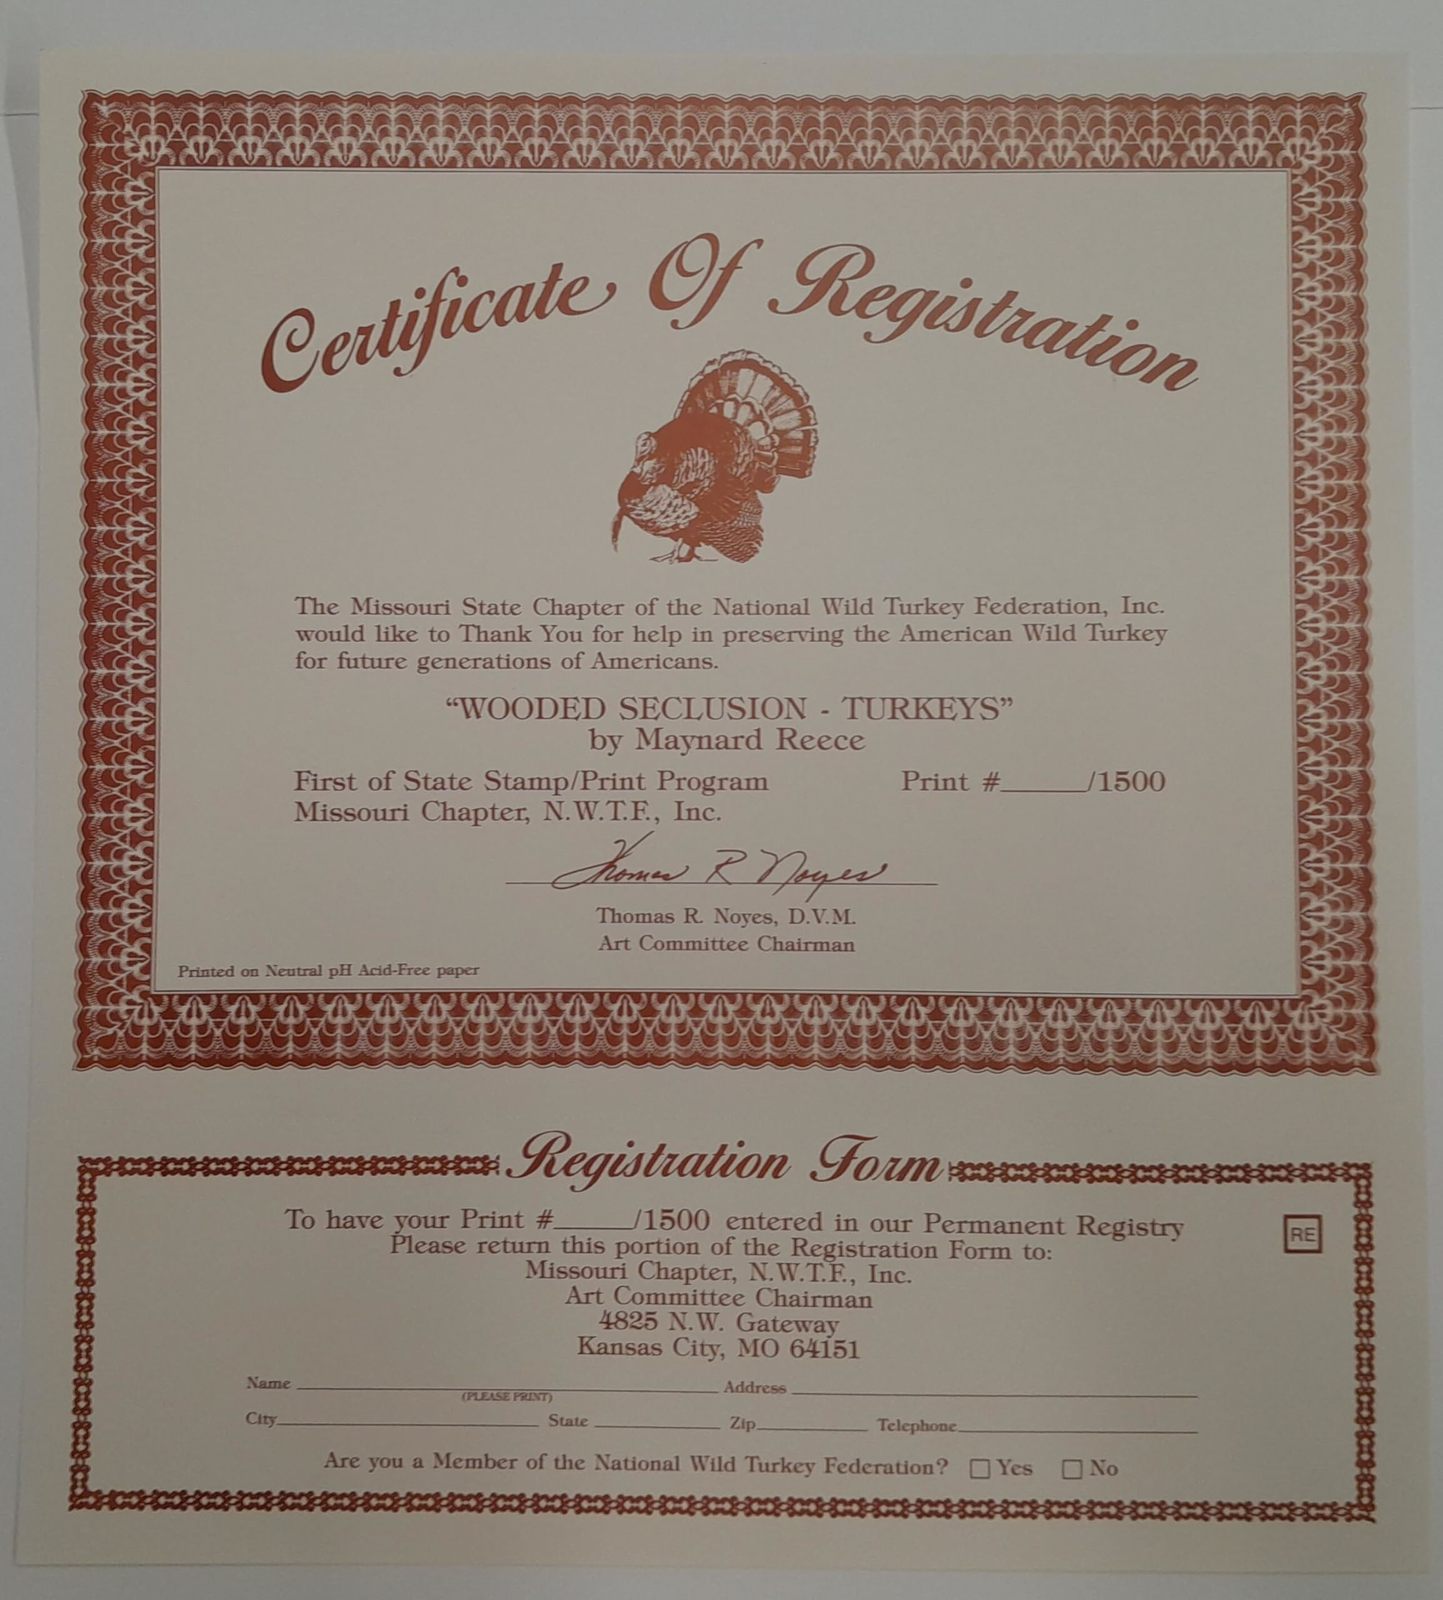 Certificate Of Registration
The Missouri State Chapter of the National Wild Turkey Federation, Inc.
would like to Thank You for help in preserving the American Wild Turkey
for future generations of Americans.
“WOODED SECLUSION - TURKEYS”
by Maynard Reece
First of State Stamp/Print Program Print #_____/1500
Missouri Chapter, N.W.T.F., Inc.
Thomas R Noyes
Thomas R. Noyes, D.V.M.
Art Committee Chairman
Printed on Neutral pH Acid-Free paper
Registration Form
To have your Print #_____/1500 entered in our Permanent Registry
RE
Please return this portion of the Registration Form to:
Missouri Chapter, N.W.T.F., Inc.
Art Committee Chairman
4825 N.W. Gateway
Kansas City, MO 64151
Name ____________ Address ____________
(PLEASE PRINT)
City____________ State ________ Zip________ Telephone____________
Are you a Member of the National Wild Turkey Federation? ☐ Yes ☐ No